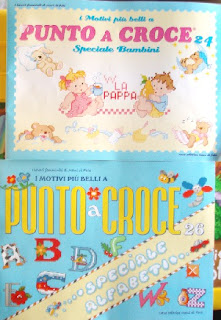 i Motivi più belli a
PUNTO A CROCE 24
Speciale Bambini
LA
PAPPA
I MOTIVI PIÙ BELLI A
PUNTO
a
CROCE 26
A B D F
...SPECIALE
ALFABETI...
C W Z